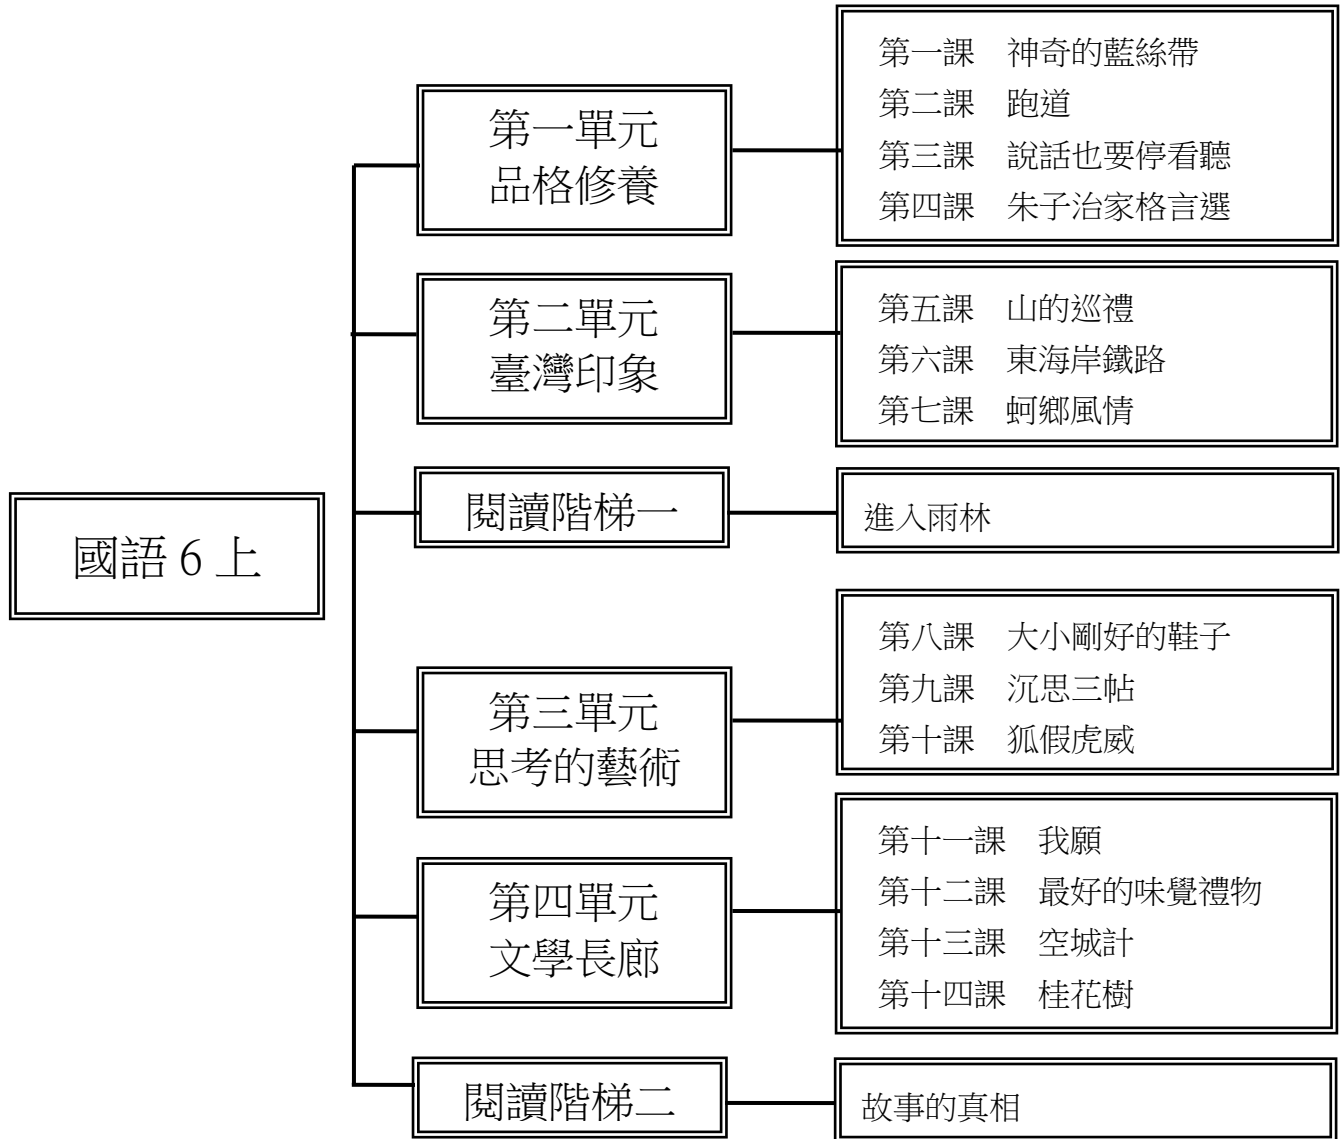 國語 6 上
第一單元
品格修養
第一課 神奇的藍絲帶
第二課 跑道
第三課 說話也要停看聽
第四課 朱子治家格言選
第二單元
臺灣印象
第五課 山的巡禮
第六課 東海岸鐵路
第七課 蚵鄉風情
閱讀階梯一
進入雨林
第三單元
思考的藝術
第八課 大小剛好的鞋子
第九課 沉思三帖
第十課 狐假虎威
第四單元
文學長廊
第十一課 我願
第十二課 最好的味覺禮物
第十三課 空城計
第十四課 桂花樹
閱讀階梯二
故事的真相